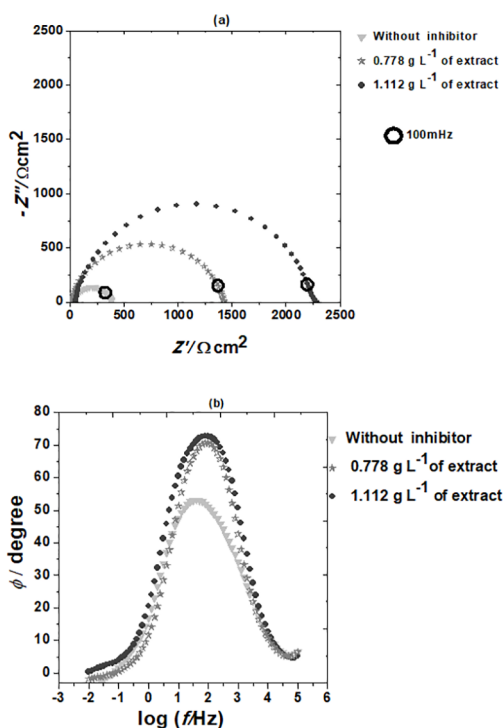 (a)
Without inhibitor
0.778 g L⁻¹ of extract
1.112 g L⁻¹ of extract
100mHz
2500
2000
1500
1000
500
0
-Z''/Ωcm2
0 500 1000 1500 2000 2500
Z'/Ωcm2
(b)
Without inhibitor
0.778 g L⁻¹of extract
1.112 g L⁻¹ of extract
80
70
60
50
40
30
20
10
0
ϕ / degree
-3 -2 -1 0 1 2 3 4 5 6
log (f/Hz)